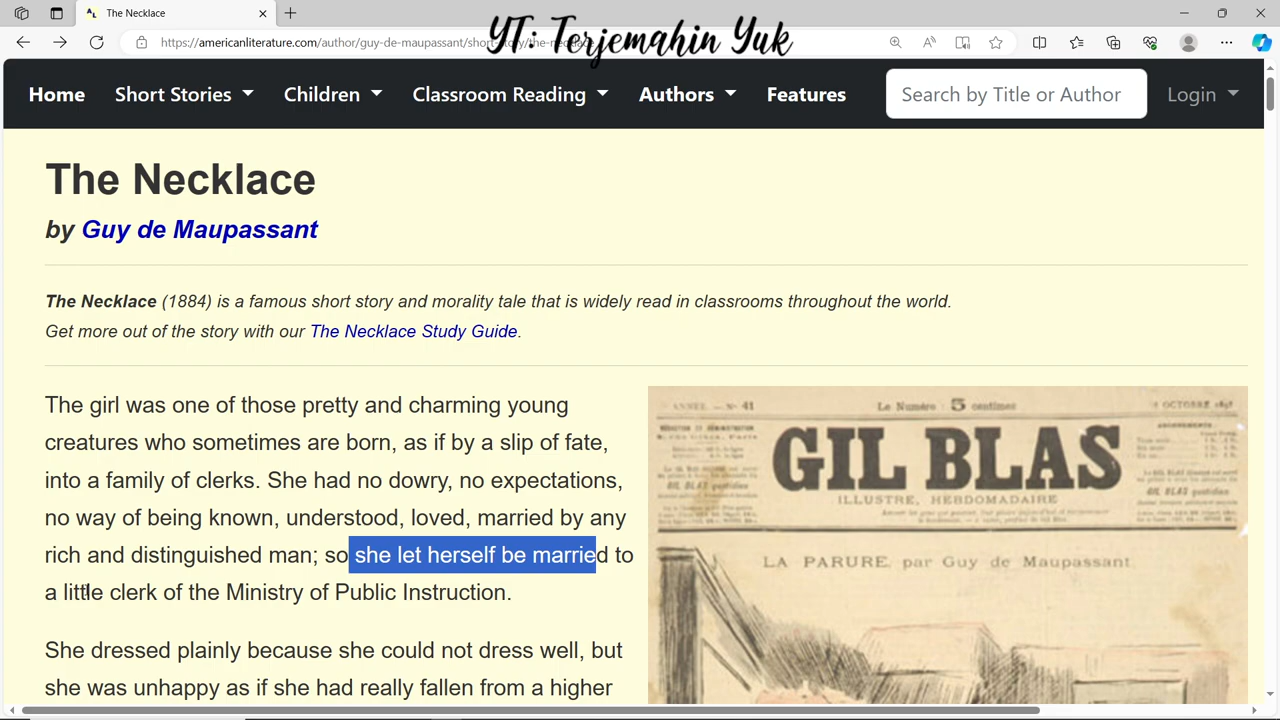 The Necklace
YT: Terjemahin Yuk
https://americanliterature.com/author/guy-de-maupassant/short-story/the-necklace
Home Short Stories Children Classroom Reading Authors Features Search by Title or Author Login
The Necklace
by Guy de Maupassant
The Necklace (1884) is a famous short story and morality tale that is widely read in classrooms throughout the world.
Get more out of the story with our The Necklace Study Guide.
The girl was one of those pretty and charming young
creatures who sometimes are born, as if by a slip of fate,
into a family of clerks. She had no dowry, no expectations,
no way of being known, understood, loved, married by any
rich and distinguished man; so she let herself be married to
a little clerk of the Ministry of Public Instruction.
She dressed plainly because she could not dress well, but
she was unhappy as if she had really fallen from a higher
ANNÉE — N° 41 Le Numéro : 5 centimes
GIL BLAS
ILLUSTRÉ, HEBDOMADAIRE
LA PARURE, par Guy de Maupassant